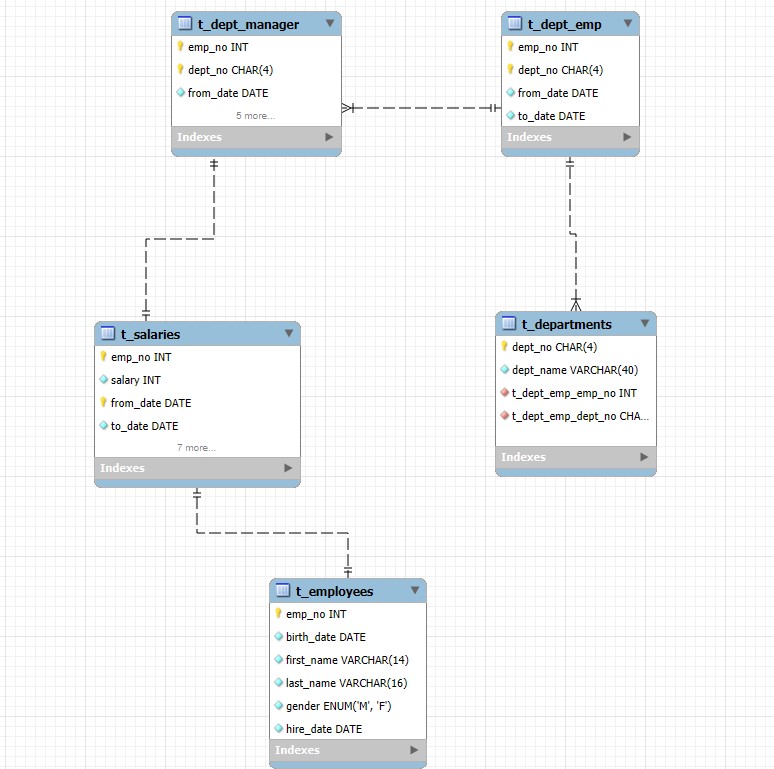 t_dept_manager
emp_no INT
dept_no CHAR(4)
from_date DATE
5 more...
Indexes
t_dept_emp
emp_no INT
dept_no CHAR(4)
from_date DATE
to_date DATE
Indexes
t_salaries
emp_no INT
salary INT
from_date DATE
to_date DATE
7 more...
Indexes
t_departments
dept_no CHAR(4)
dept_name VARCHAR(40)
t_dept_emp_emp_no INT
t_dept_emp_dept_no CHA...
Indexes
t_employees
emp_no INT
birth_date DATE
first_name VARCHAR(14)
last_name VARCHAR(16)
gender ENUM('M', 'F')
hire_date DATE
Indexes